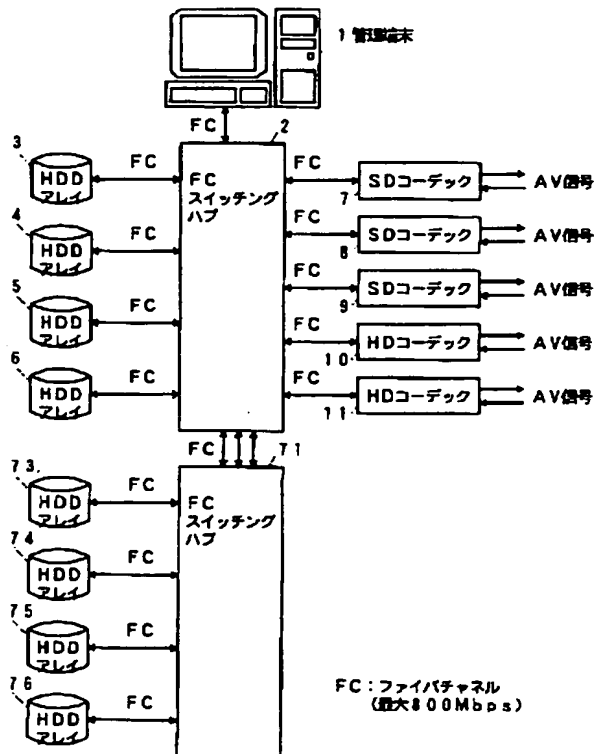 1 管理端末
FC
2
3
HDD
アレイ
FC
4
HDD
アレイ
FC
5
HDD
アレイ
FC
6
HDD
アレイ
FC
FC
スイッチング
ハブ
FC
7
SDコーデック
AV信号
FC
8
SDコーデック
AV信号
FC
9
SDコーデック
AV信号
FC
10
HDコーデック
AV信号
FC
11
HDコーデック
AV信号
FC
71
73
HDD
アレイ
FC
74
HDD
アレイ
FC
75
HDD
アレイ
FC
76
HDD
アレイ
FC
FC
スイッチング
ハブ
FC:ファイバチャネル
(最大800Mbps)